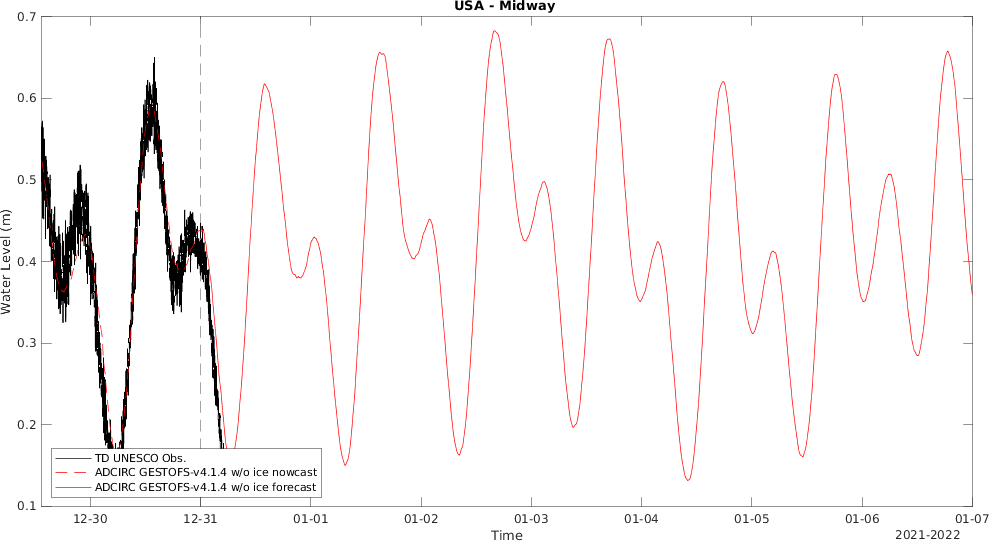 USA - Midway
0.7
0.6
0.5
0.4
0.3
0.2
0.1
Water Level (m)
TD UNESCO Obs.
ADCIRC GESTOFS-v4.1.4 w/o ice nowcast
ADCIRC GESTOFS-v4.1.4 w/o ice forecast
12-30 12-31 01-01 01-02 01-03 01-04 01-05 01-06 01-07
Time
2021-2022